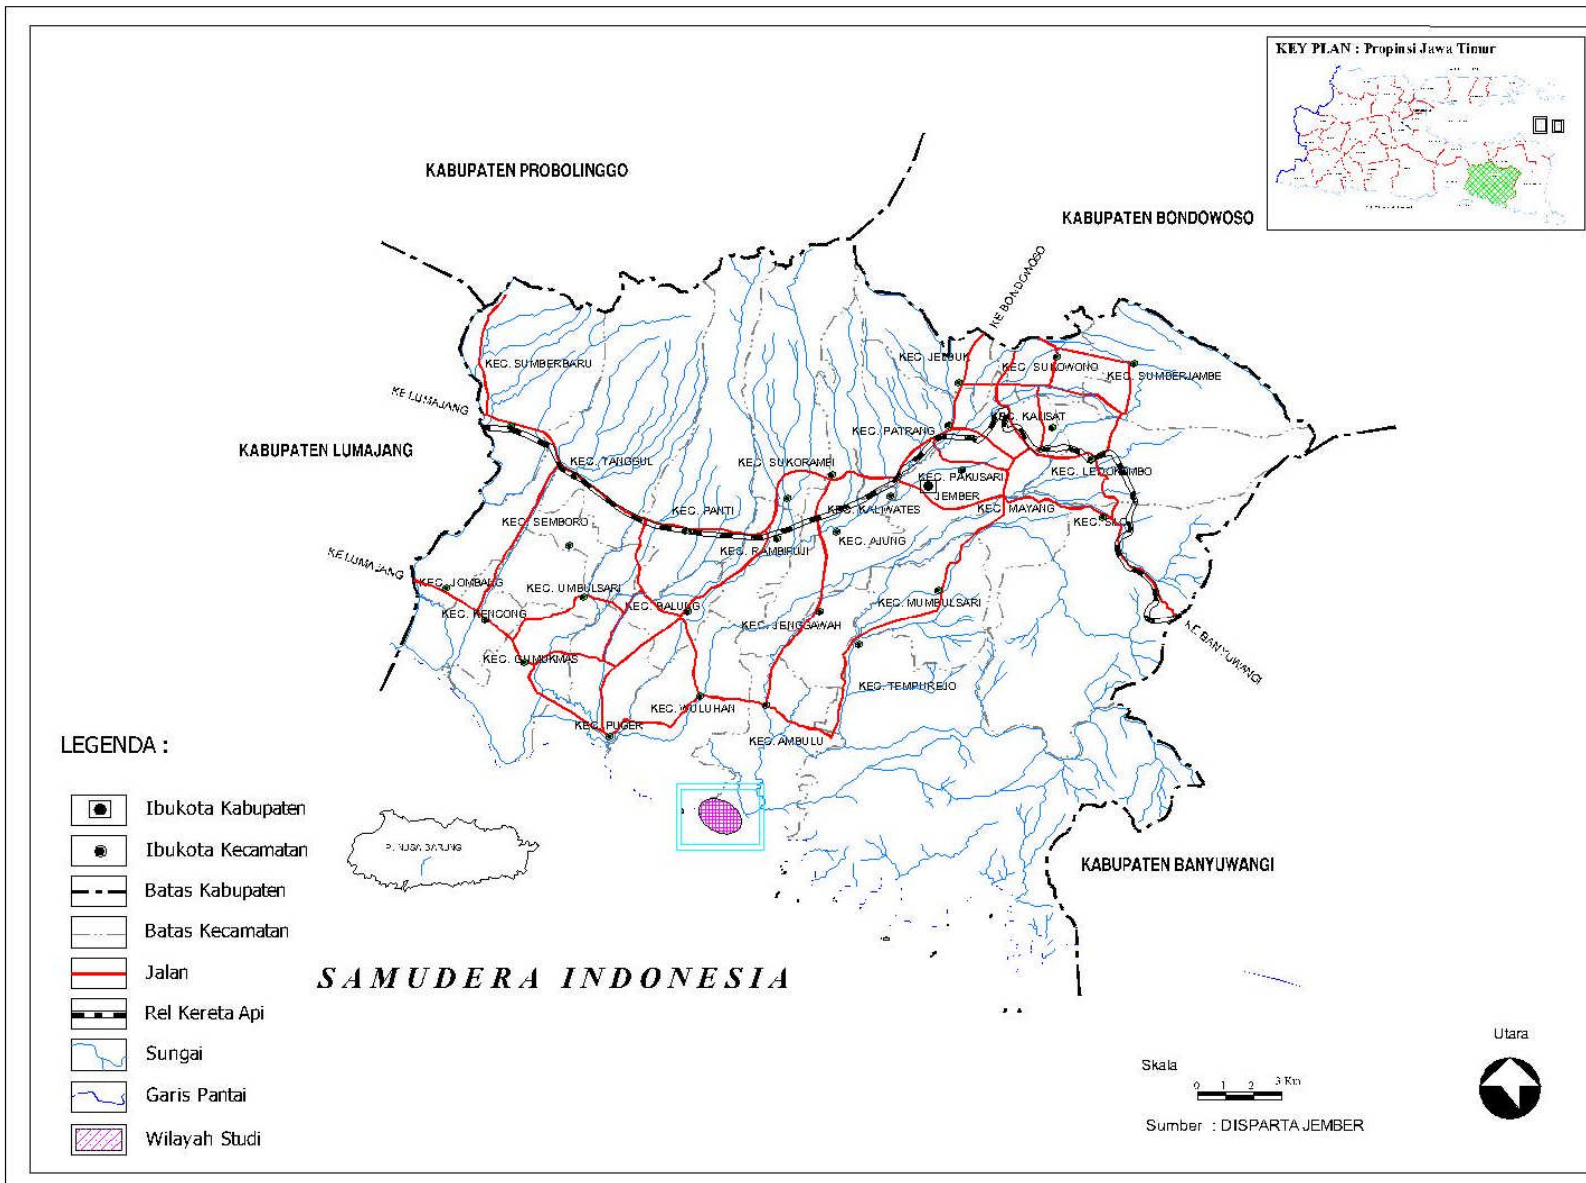 KEY PLAN : Propinsi Jawa Timur
KABUPATEN PROBOLINGGO
KABUPATEN BONDOWOSO
KE BONDOWOSO
KEC. SUMBERBARU
KEC. JELBUK
KEC. SUKOWONO
KEC. SUMBERJAMBE
KE LUMAJANG
KEC. KALISAT
KEC. PATRANG
KABUPATEN LUMAJANG
KEC. TANGGUL
KEC. SUKORAMBI
KEC. PAKUSARI
KEC. LEDOKOMBO
JEMBER
KEC. SEMBORO
KEC. PANTI
KEC. KALIWATES
KEC. MAYANG
KEC. SILO
KEC. RAMBIPUJI
KEC. AJUNG
KE LUMAJANG
KEC. JOMBANG
KEC. UMBULSARI
KEC. KENCONG
KEC. BALUNG
KEC. JENGGAWAH
KEC. MUMBULSARI
KE BANYUWANGI
KEC. GUMUKMAS
KEC. TEMPUREJO
KEC. WULUHAN
KEC. PUGER
KEC. AMBULU
P. NUSA BARUNG
KABUPATEN BANYUWANGI
SAMUDERA INDONESIA
LEGENDA :
Ibukota Kabupaten
Ibukota Kecamatan
Batas Kabupaten
Batas Kecamatan
Jalan
Rel Kereta Api
Sungai
Garis Pantai
Wilayah Studi
Utara
Skala
0 1 2 3 Km
Sumber : DISPARTA JEMBER